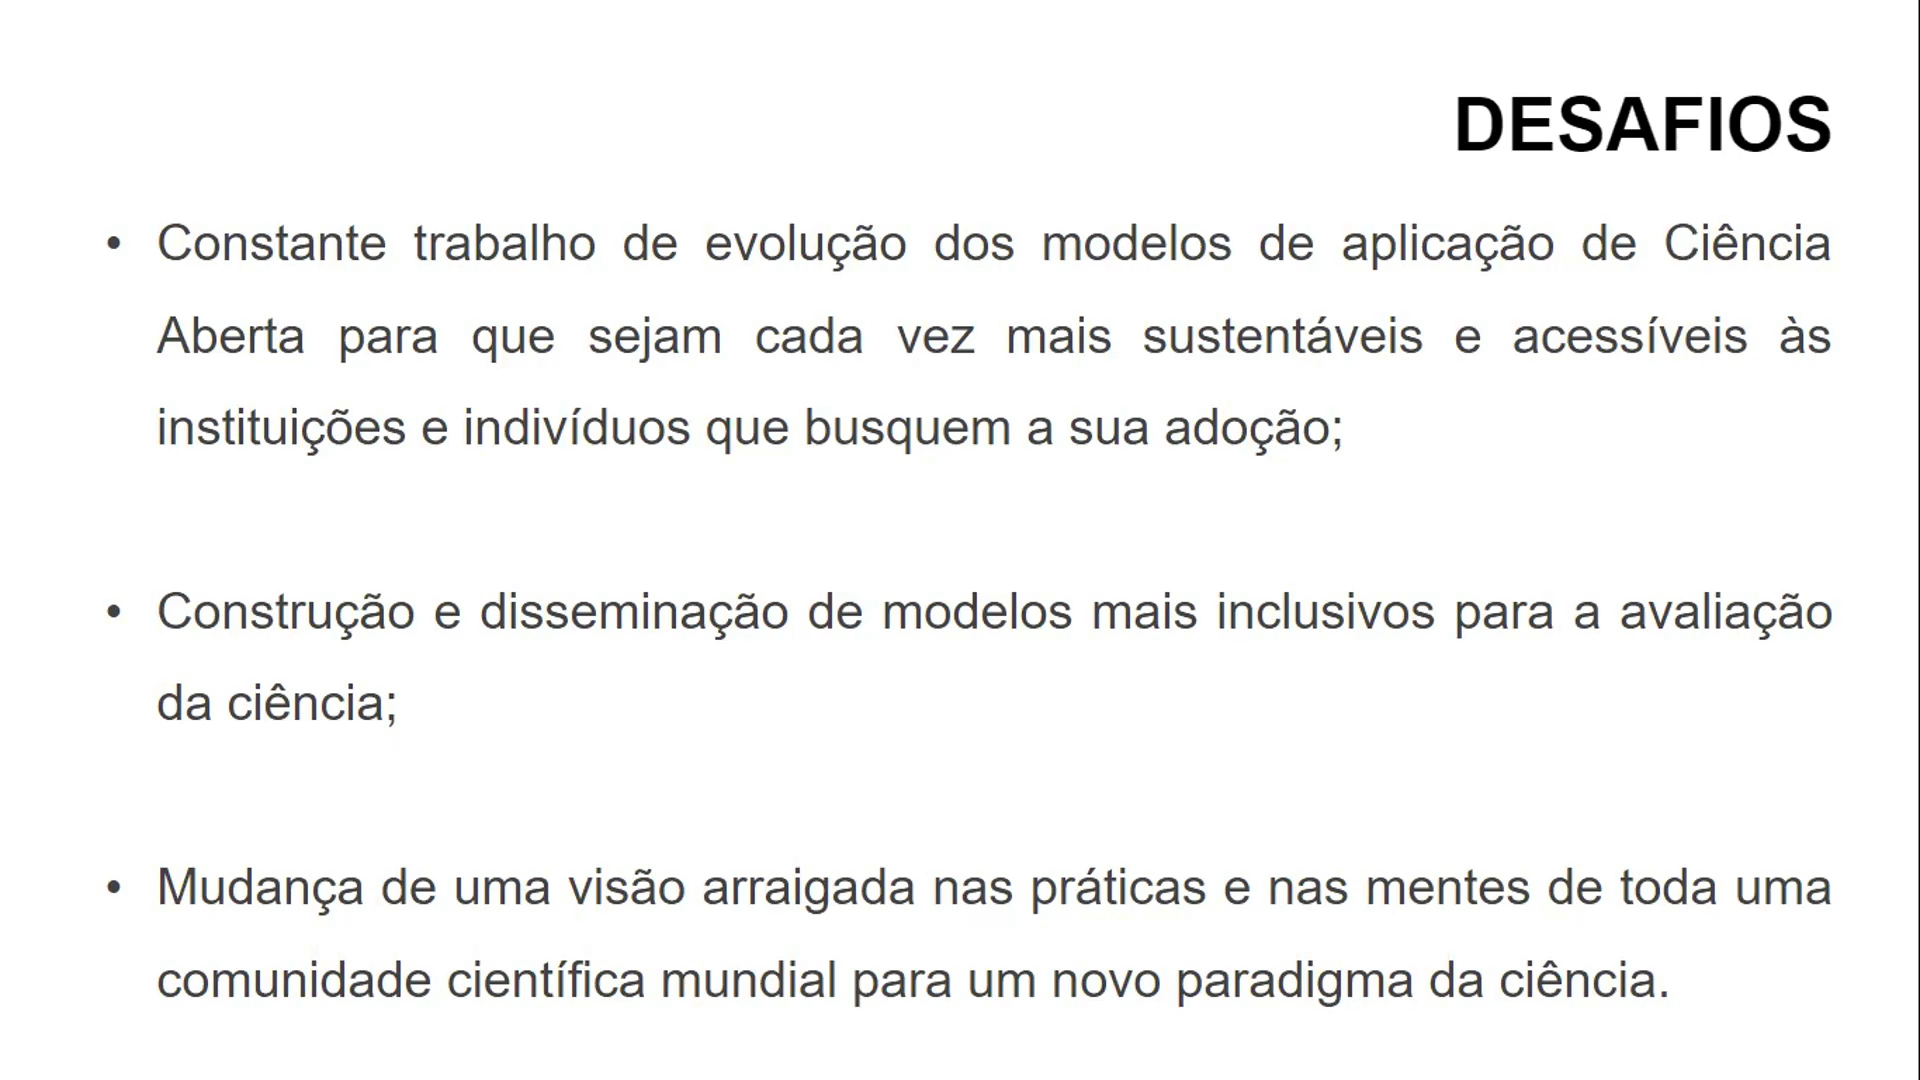 DESAFIOS
• Constante trabalho de evolução dos modelos de aplicação de Ciência
Aberta para que sejam cada vez mais sustentáveis e acessíveis às
instituições e indivíduos que busquem a sua adoção;
• Construção e disseminação de modelos mais inclusivos para a avaliação
da ciência;
• Mudança de uma visão arraigada nas práticas e nas mentes de toda uma
comunidade científica mundial para um novo paradigma da ciência.